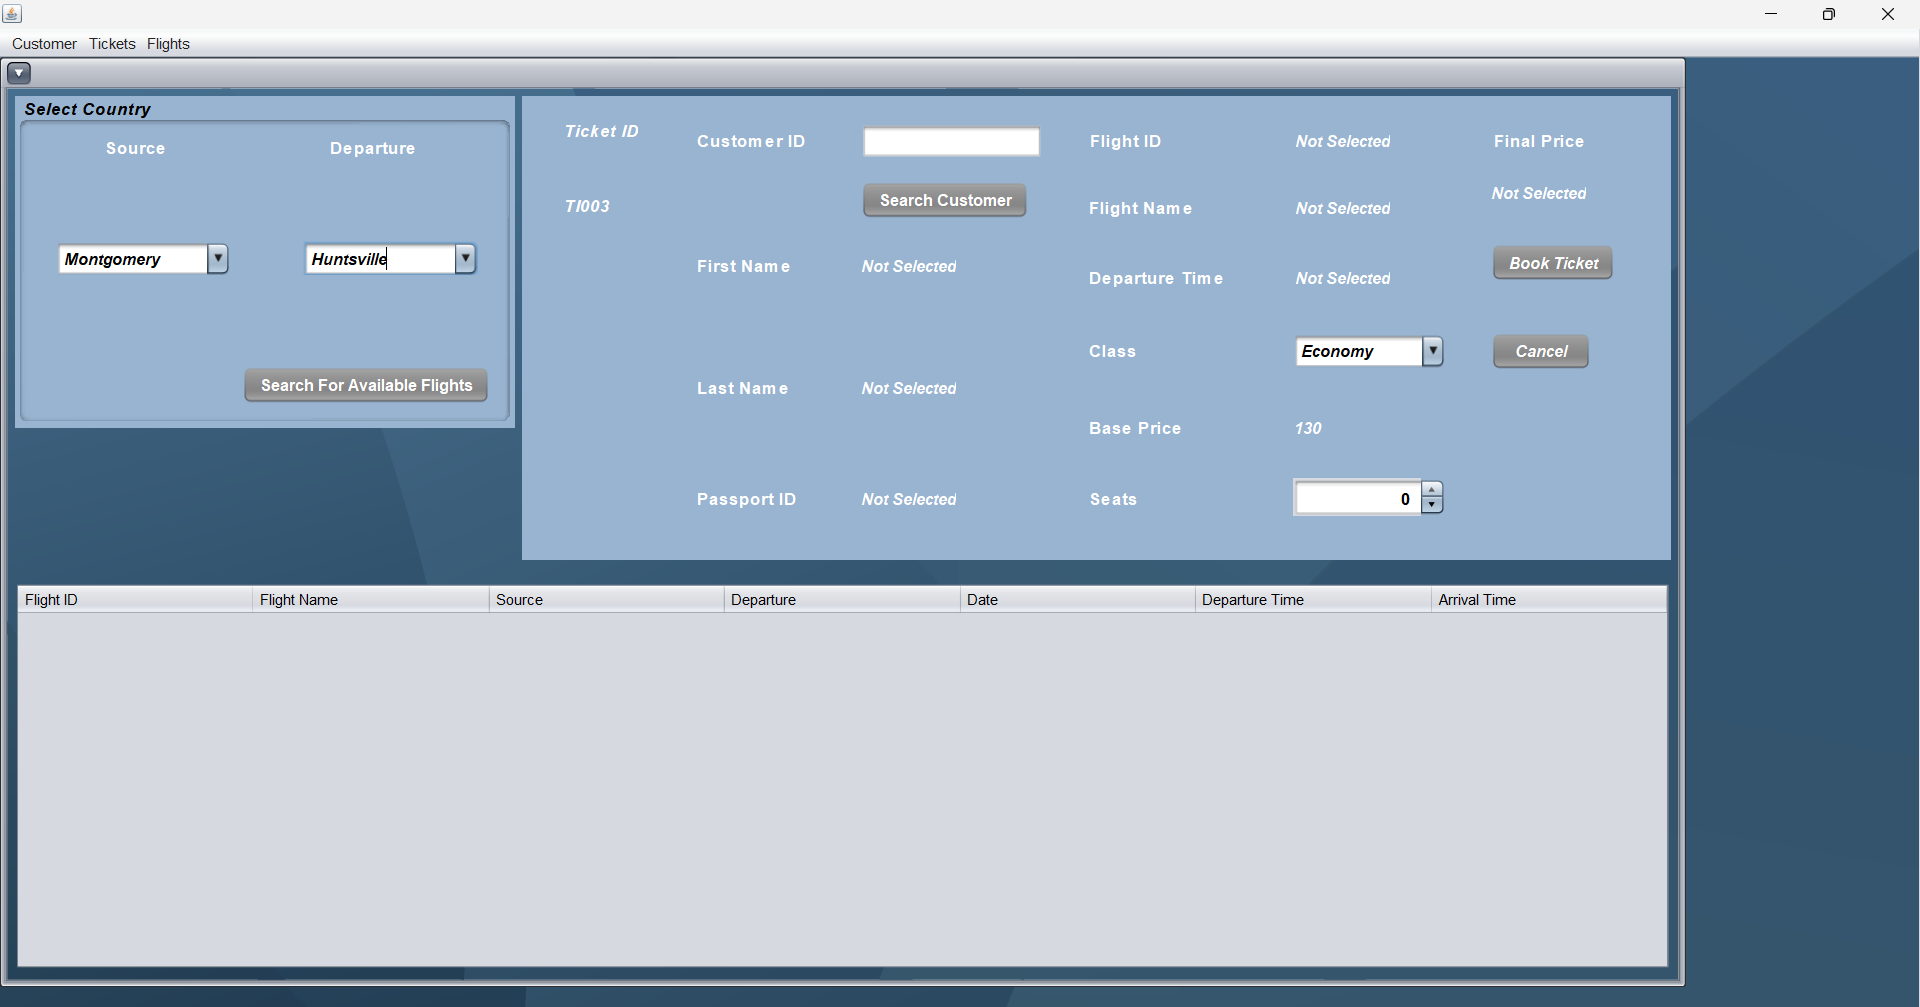 Customer Tickets Flights
Select Country
Source Departure
Montgomery Huntsville
Search For Available Flights
Ticket ID
TI003
Customer ID
Search Customer
First Name Not Selected
Last Name Not Selected
Passport ID Not Selected
Flight ID Not Selected
Flight Name Not Selected
Departure Time Not Selected
Class Economy
Base Price 130
Seats 0
Final Price
Not Selected
Book Ticket
Cancel
Flight ID Flight Name Source Departure Date Departure Time Arrival Time